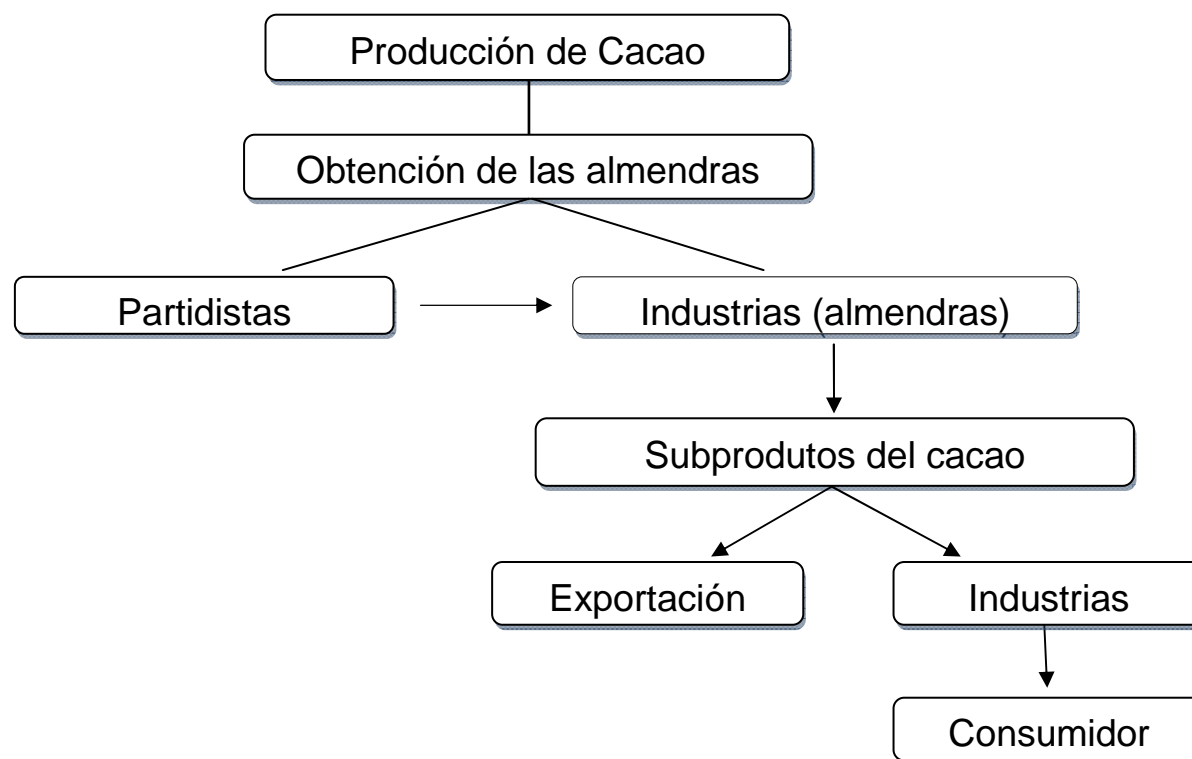 Producción de Cacao
Obtención de las almendras
Partidistas
Industrias (almendras)
Subprodutos del cacao
Exportación
Industrias
Consumidor